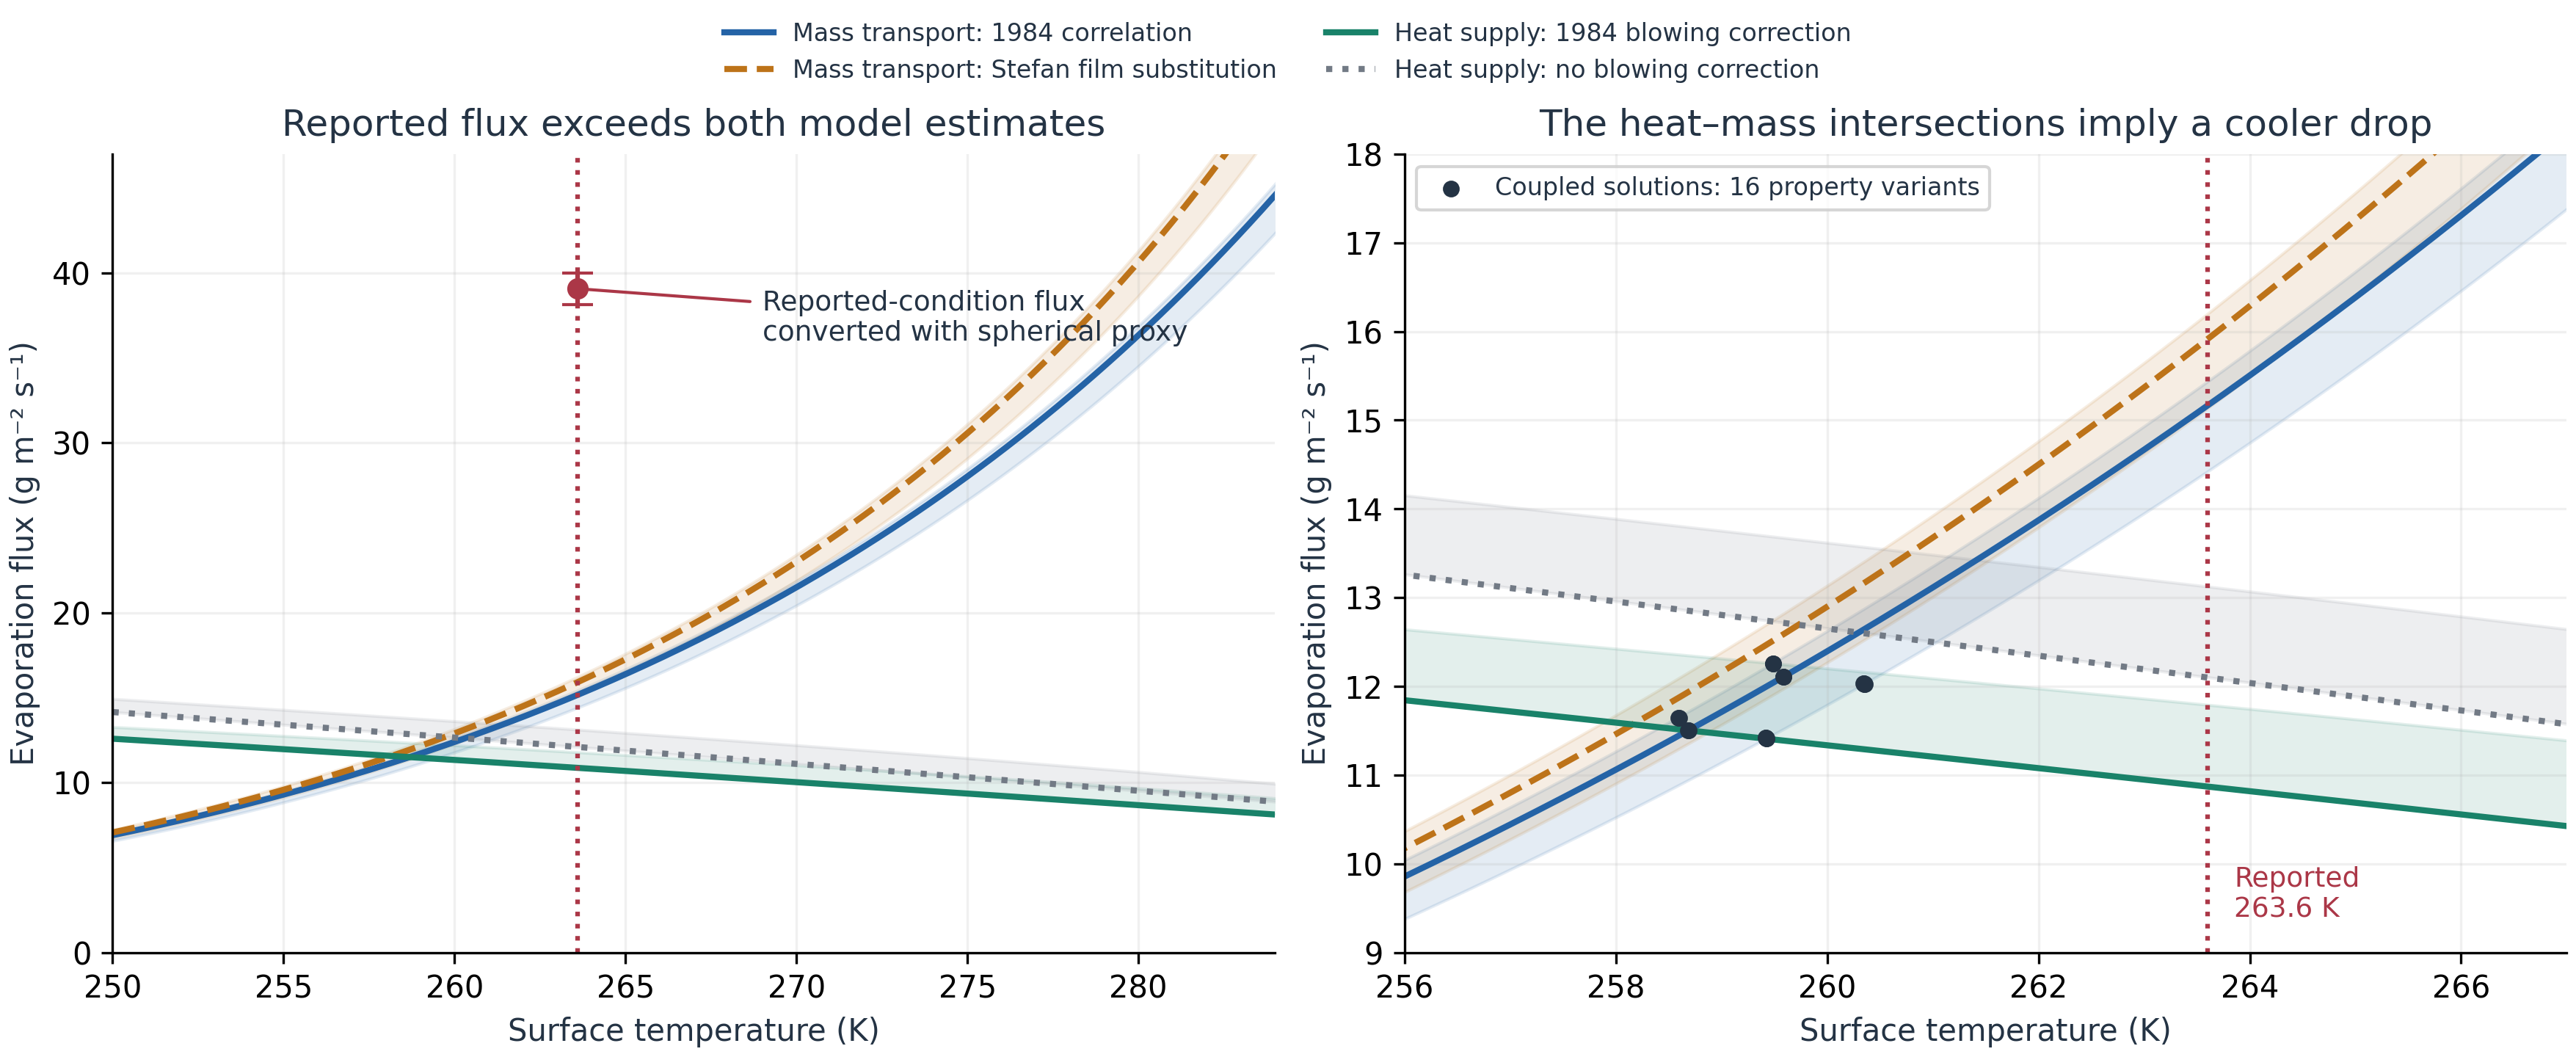 Mass transport: 1984 correlation
Mass transport: Stefan film substitution
Heat supply: 1984 blowing correction
Heat supply: no blowing correction
Reported flux exceeds both model estimates
Evaporation flux (g m⁻² s⁻¹)
40
30
20
10
0
Reported-condition flux
converted with spherical proxy
250
255
260
265
270
275
280
Surface temperature (K)
The heat–mass intersections imply a cooler drop
Evaporation flux (g m⁻² s⁻¹)
18
17
16
15
14
13
12
11
10
9
Coupled solutions: 16 property variants
Reported
263.6 K
256
258
260
262
264
266
Surface temperature (K)